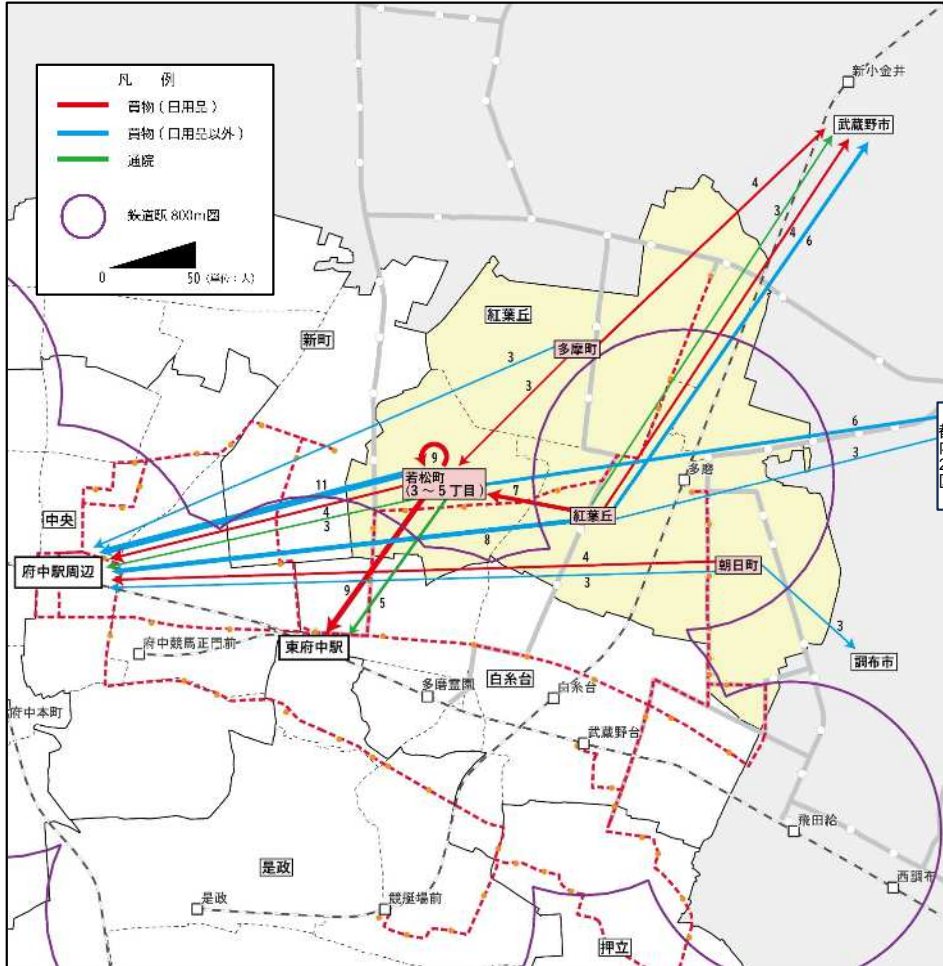 凡 例
買物(日用品)
買物(日用品以外)
通院
鉄道駅 800m圏
0
50
(単位:人)
新小金井
武蔵野市
4
3
4
6
紅葉丘
新町
多摩町
3
3
6
3
9
若松町
(3~5丁目)
7
11
4
3
多磨
紅葉丘
8
中央
府中駅周辺
4
3
朝日町
9
5
3
府中競馬正門前
東府中駅
調布市
白糸台
多磨霊園
白糸台
府中本町
武蔵野台
飛田給
西調布
是政
是政
競艇場前
押立